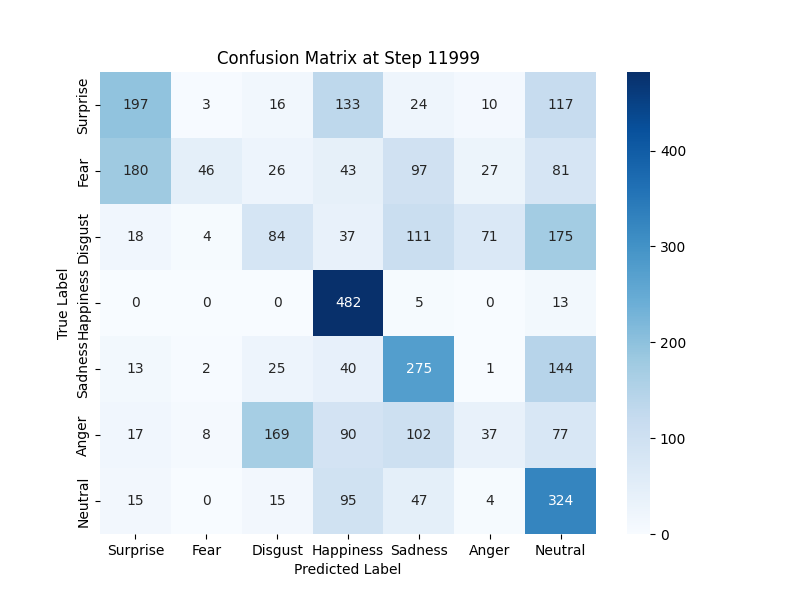 Confusion Matrix at Step 11999
True Label
Surprise 197 3 16 133 24 10 117
Fear 180 46 26 43 97 27 81
Disgust 18 4 84 37 111 71 175
Happiness 0 0 0 482 5 0 13
Sadness 13 2 25 40 275 1 144
Anger 17 8 169 90 102 37 77
Neutral 15 0 15 95 47 4 324
Surprise Fear Disgust Happiness Sadness Anger Neutral
Predicted Label
400
300
200
100
0